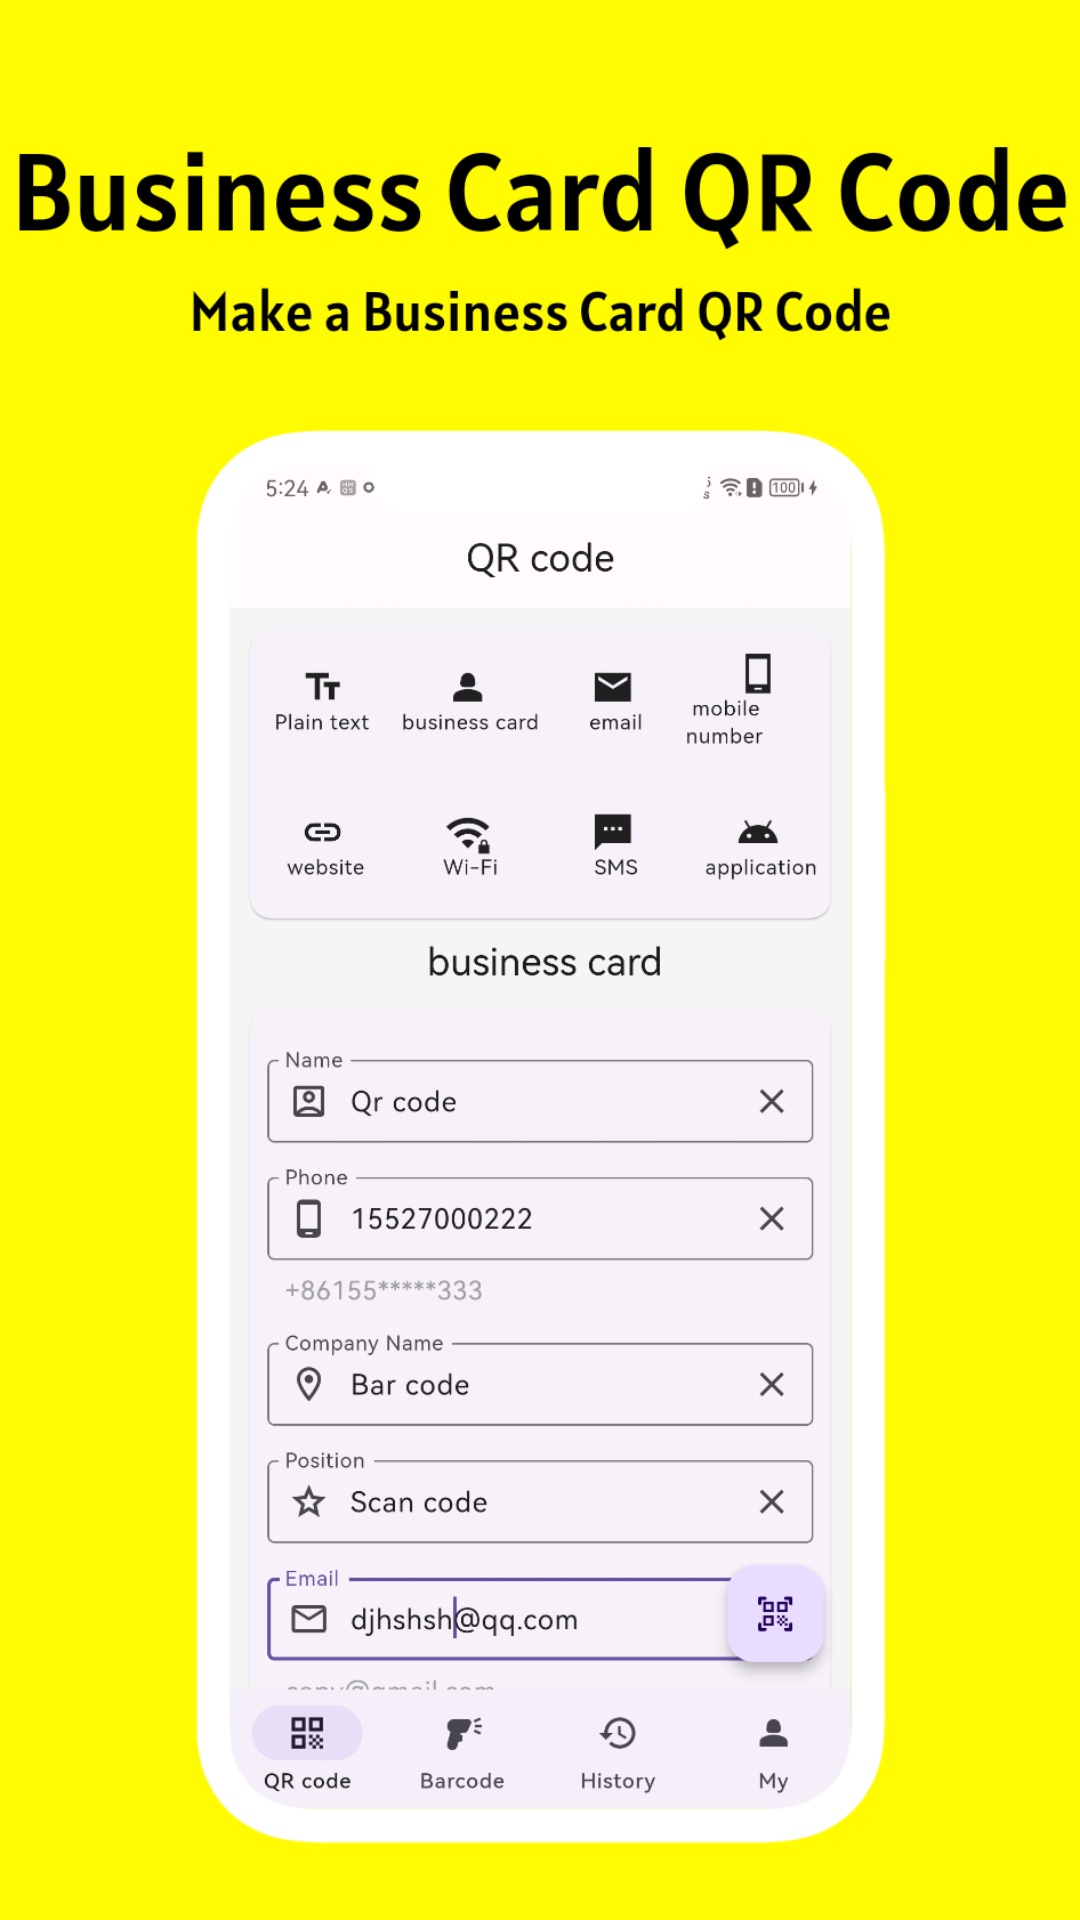 Business Card QR Code
Make a Business Card QR Code
5:24
100
QR code
Plain text
business card
email
mobile
number
website
Wi-Fi
SMS
application
business card
Name
Qr code
Phone
15527000222
+86155*****333
Company Name
Bar code
Position
Scan code
Email
djhshsh@qq.com
QR code
Barcode
History
My